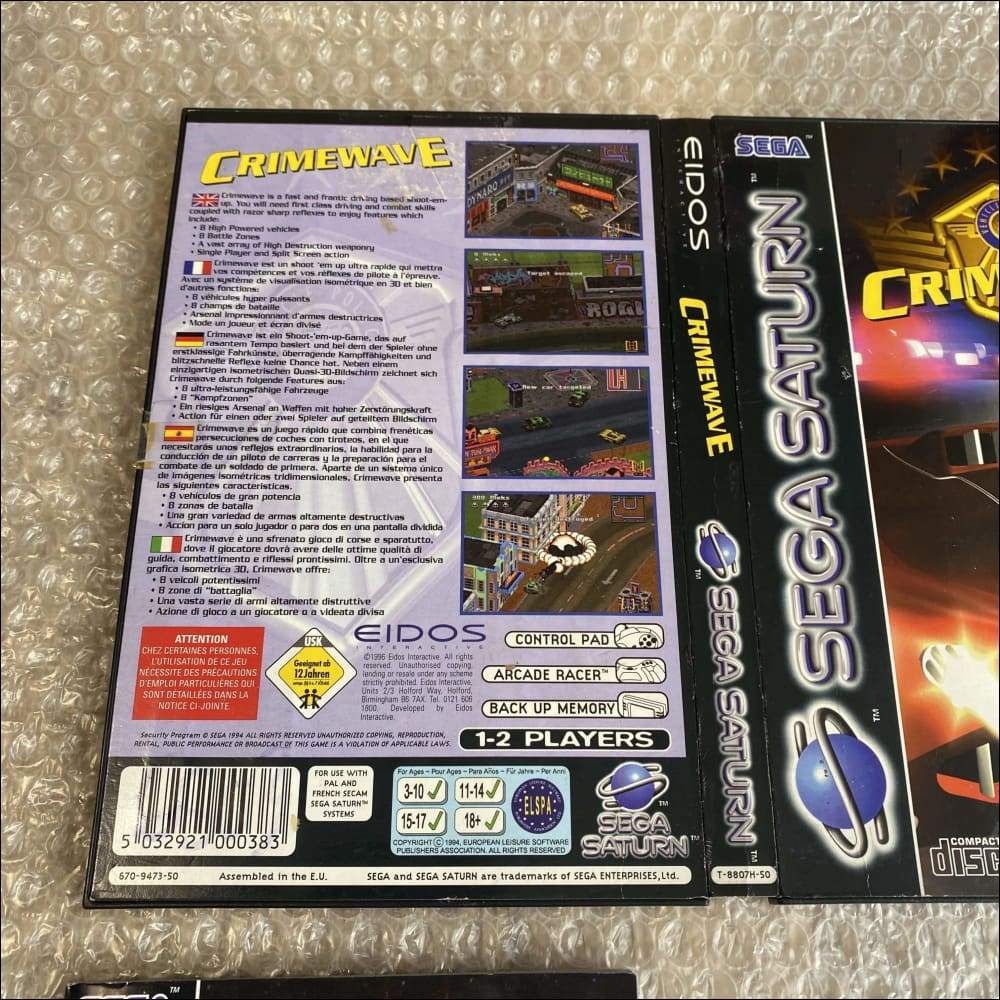 CRIMEWAVE
Crimewave is a fast and frantic driving based shoot-em-
up. You will need first class driving and combat skills
coupled with razor sharp reflexes to enjoy features which
include:
• 8 High Powered vehicles
• 8 Battle Zones
• A vast array of High Destruction weaponry
• Single Player and Split Screen action
Crimewave est un shoot 'em up ultra rapide qui mettra
vos compétences et vos réflexes de pilote à l'épreuve.
Avec un système de visualisation isométrique en 3D et bien
d'autres fonctions:
• 8 véhicules hyper puissants
• 8 champs de bataille
• Arsenal impressionnant d'armes destructrices
• Mode un joueur et écran divisé
Crimewave ist ein Shoot-'em-up-Game, das auf
rasantem Tempo basiert und bei dem der Spieler ohne
erstklassige Fahrkünste, überragende Kampffähigkeiten und
blitzschnelle Reflexe keine Chance hat. Neben einem
einzigartigen isometrischen Quasi-3D-Bildschirm zeichnet sich
Crimewave durch folgende Features aus:
• 8 ultra-leistungsfähige Fahrzeuge
• 8 "Kampfzonen"
• Ein riesiges Arsenal an Waffen mit hoher Zerstörungskraft
• Action für einen oder zwei Spieler auf geteiltem Bildschirm
Crimewave es un juego rápido que combina frenéticas
persecuciones de coches con tiroteos, en el que
necesitarás unos reflejos extraordinarios, la habilidad para la
conducción de un piloto de carreras y la preparación para el
combate de un soldado de primera. Aparte de un sistema único
de imágenes isométricas tridimensionales, Crimewave presenta
las siguientes características.
• 8 vehículos de gran potencia
• 8 zonas de batalla
• Una gran variedad de armas altamente destructivas
• Accion para un solo jugador o para dos en una pantalla dividida
Crimewave è uno sfrenato gioco di corse e sparatutto,
dove il giocatore dovrà avere delle ottime qualità di
guida, combattimento e riflessi prontissimi. Oltre a un'esclusiva
grafica isometrica 3D, Crimewave offre:
• 8 veicoli potentissimi
• 8 zone di "battaglia"
• Una vasta serie di armi altamente distruttive
• Azione di gioco a un giocatore o a videata divisa
Target escaped
New car targeted
ATTENTION
CHEZ CERTAINES PERSONNES,
L'UTILISATION DE CE JEU
NÉCESSITE DES PRÉCAUTIONS
D'EMPLOI PARTICULIÈRES QUI
SONT DÉTAILLÉES DANS LA
NOTICE CI-JOINTE.
USK
Geeignet ab
12 Jahren
EIDOS
INTERACTIVE
©1996 Eidos Interactive. All rights
reserved. Unauthorised copying,
lending or resale under any scheme
strictly prohibited. Eidos Interactive,
Units 2/3 Holford Way, Holford,
Birmingham B6 7AX. Tel. 0121 606
1800. Developed by Eidos
Interactive.
CONTROL PAD
ARCADE RACER™
BACK UP MEMORY
1-2 PLAYERS
Security Program © SEGA 1994 ALL RIGHTS RESERVED UNAUTHORIZED COPYING, REPRODUCTION,
RENTAL, PUBLIC PERFORMANCE OR BROADCAST OF THIS GAME IS A VIOLATION OF APPLICABLE LAWS.
5 032921 000383
FOR USE WITH
PAL AND
FRENCH SECAM
SEGA SATURN™
SYSTEMS
For Ages - Pour Ages - Para Años - Für Jahre - Per Anni
3-10 11-14
15-17 18+
ELSPA
COPYRIGHT © 1994, EUROPEAN LEISURE SOFTWARE
PUBLISHERS ASSOCIATION. ALL RIGHTS RESERVED
SEGA
SATURN™
670-9473-50 Assembled in the E.U. SEGA and SEGA SATURN are trademarks of SEGA ENTERPRISES, Ltd.
EIDOS
INTERACTIVE
CRIMEWAVE
SEGA SATURN™
T-8807H-50
SEGA™
SEGA SATURN™
CRIM
COMPACT
disc